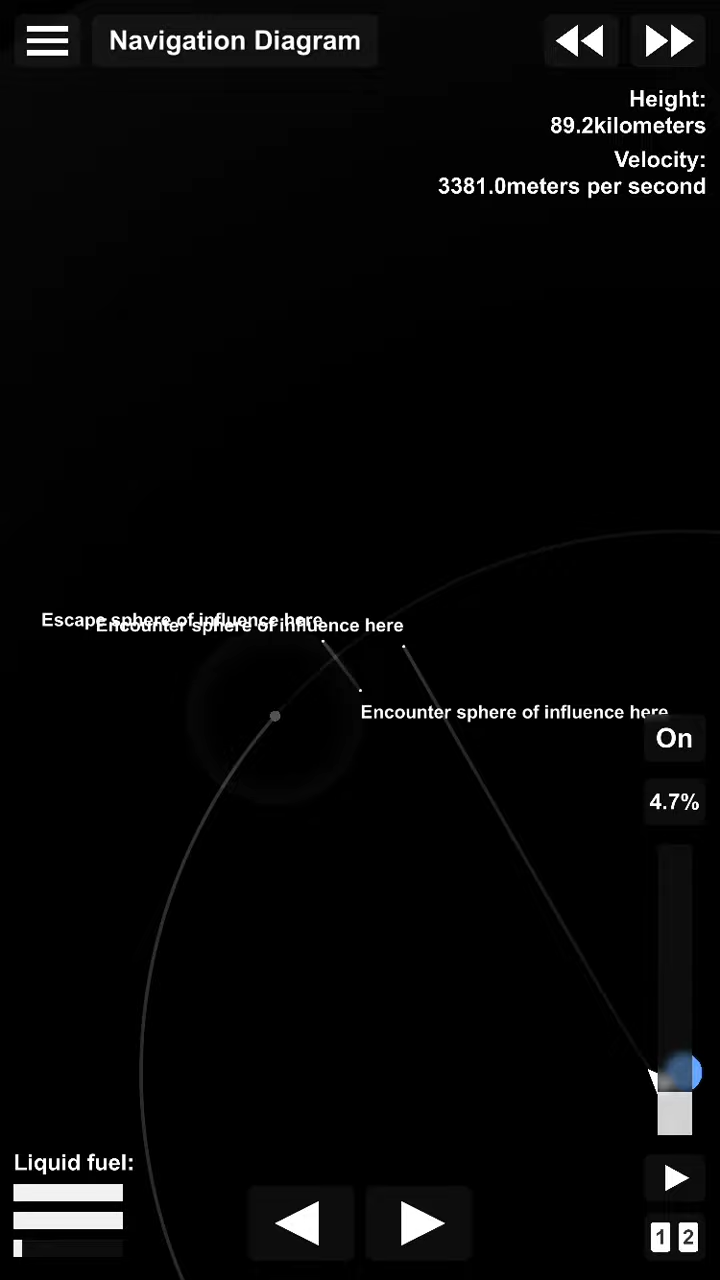 Navigation Diagram
Height:
89.2kilometers
Velocity:
3381.0meters per second
Escape sphere of influence here
Encounter sphere of influence here
Encounter sphere of influence here
On
4.7%
Liquid fuel:
1 2